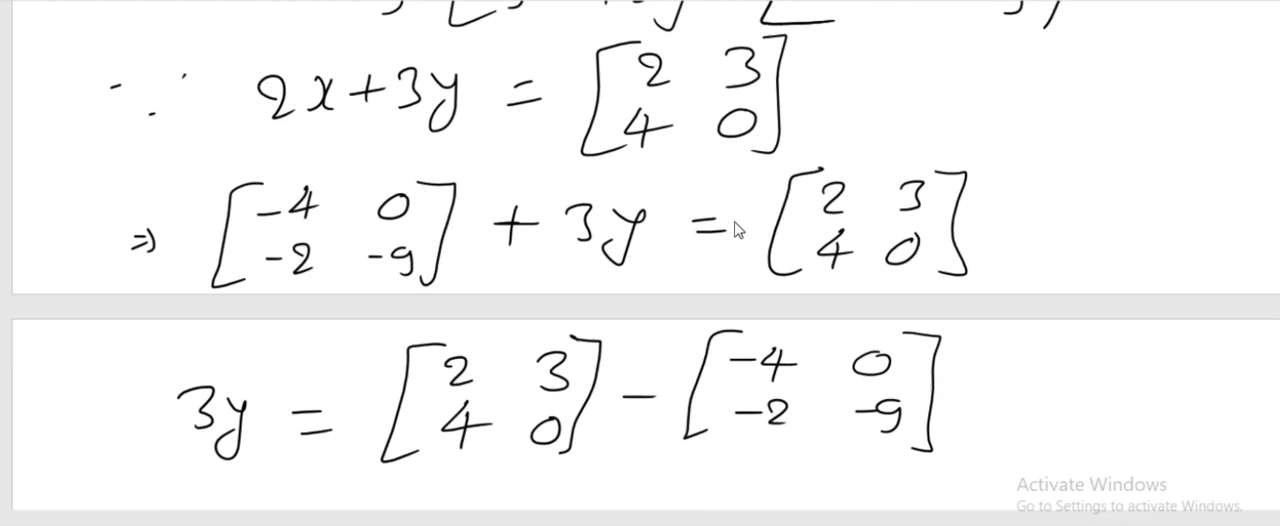 ∵ 2x+3y = [2 3
4 0]
⇒ [-4 0
-2 -9] + 3y = [2 3
4 0]
3y = [2 3
4 0] - [-4 0
-2 -9]
Activate Windows
Go to Settings to activate Windows.